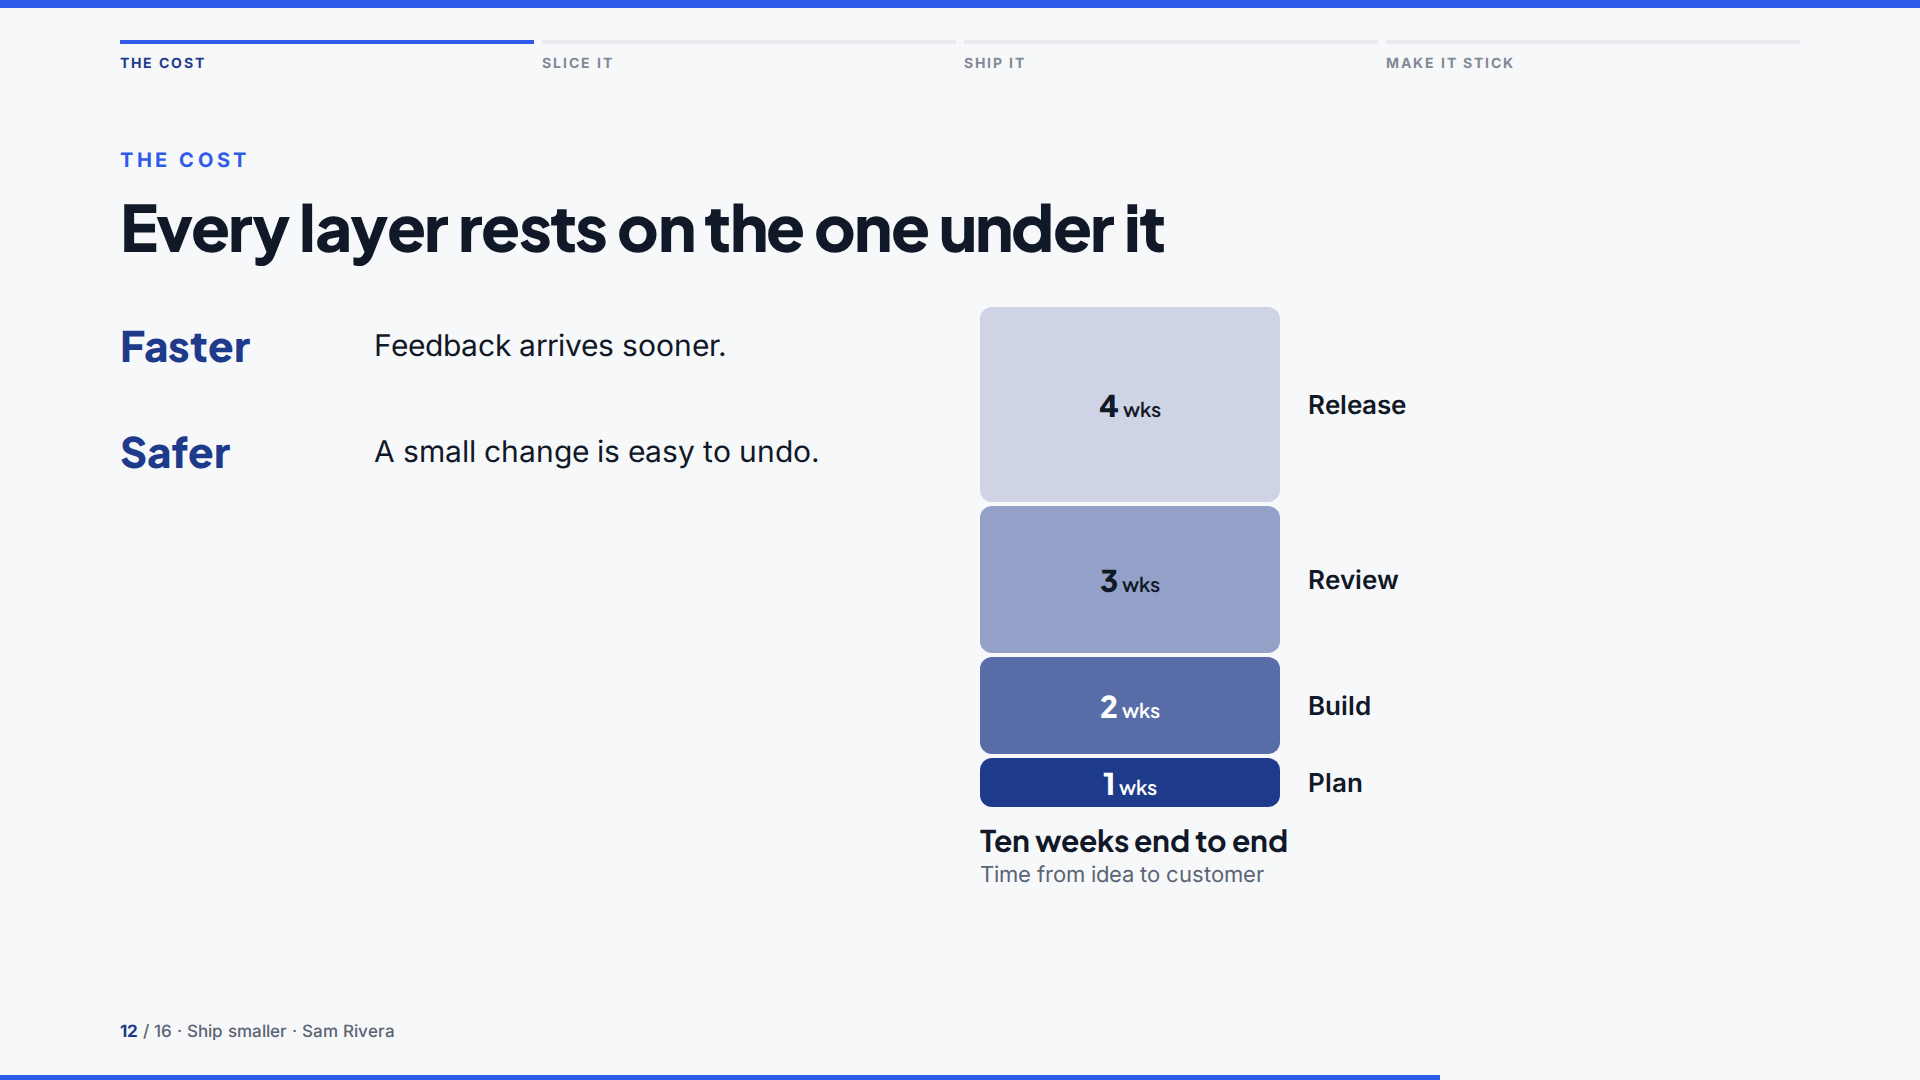 THE COST
SLICE IT
SHIP IT
MAKE IT STICK
THE COST
Every layer rests on the one under it
Faster
Feedback arrives sooner.
Safer
A small change is easy to undo.
4 wks
Release
3 wks
Review
2 wks
Build
1 wks
Plan
Ten weeks end to end
Time from idea to customer
12 / 16 · Ship smaller · Sam Rivera